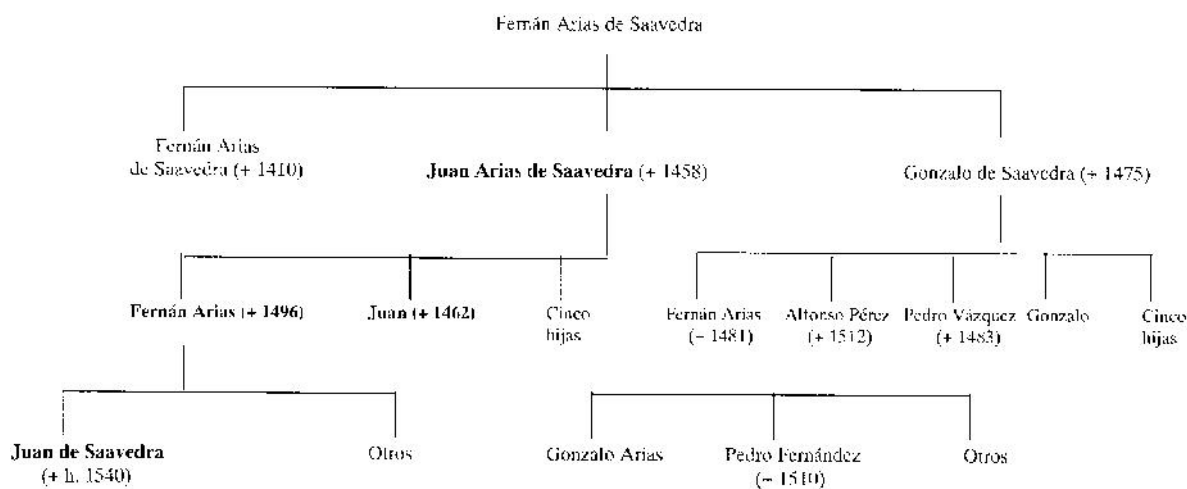 Fernán Arias de Saavedra
Fernán Arias
de Saavedra (+ 1410)
Juan Arias de Saavedra (+ 1458)
Gonzalo de Saavedra (+ 1475)
Fernán Arias (+ 1496)
Juan (+ 1462)
Cinco
hijas
Fernán Arias
(– 1481)
Alfonso Pérez
(+ 1512)
Pedro Vázquez
(+ 1483)
Gonzalo
Cinco
hijas
Juan de Saavedra
(+ h. 1540)
Otros
Gonzalo Arias
Pedro Fernández
(– 1510)
Otros